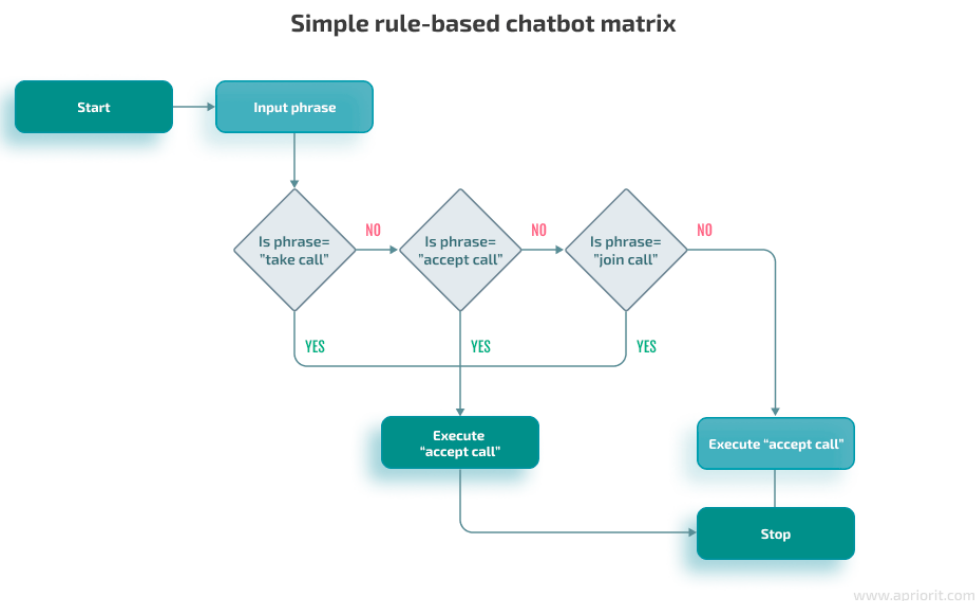 Simple rule-based chatbot matrix
Start
Input phrase
Is phrase=
"take call"
NO
Is phrase=
"accept call"
NO
Is phrase=
"join call"
NO
YES
YES
YES
Execute
“accept call”
Execute “accept call”
Stop
www.apriorit.com